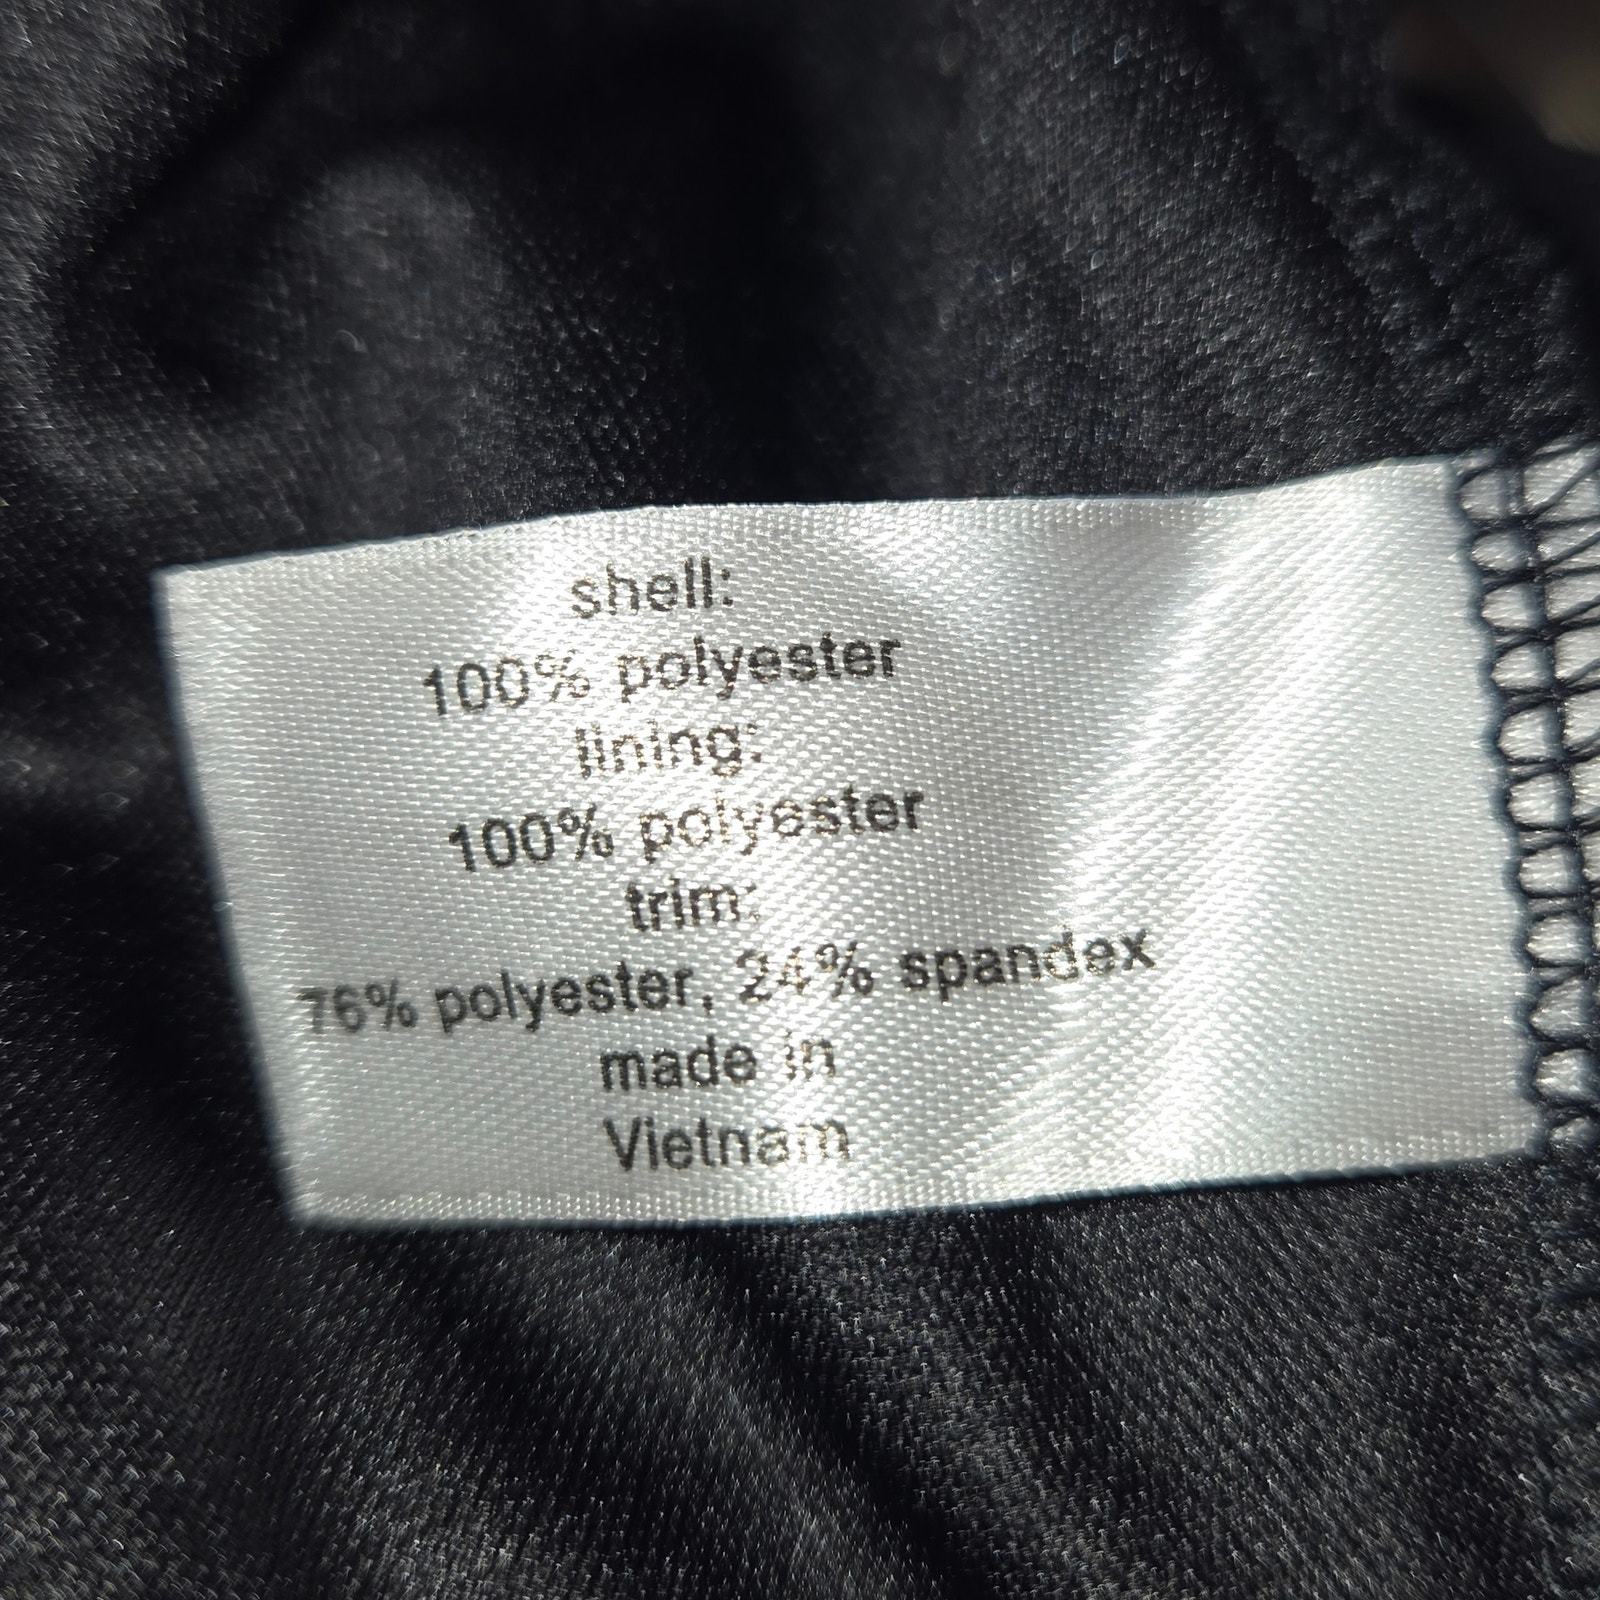 shell:
100% polyester
lining:
100% polyester
trim:
76% polyester, 24% spandex
made in
Vietnam